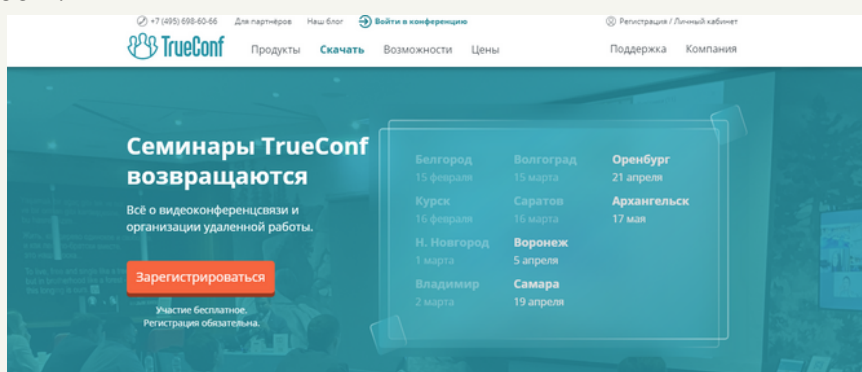 +7 (495) 698-60-66 Для партнёров Наш блог Войти в конференцию Регистрация / Личный кабинет
TrueConf Продукты Скачать Возможности Цены Поддержка Компания
Семинары TrueConf
возвращаются
Всё о видеоконференцсвязи и
организации удаленной работы.
Зарегистрироваться
Участие бесплатное.
Регистрация обязательна.
Белгород Волгоград Оренбург
15 февраля 15 марта 21 апреля
Курск Саратов Архангельск
16 февраля 16 марта 17 мая
Н. Новгород Воронеж
1 марта 5 апреля
Владимир Самара
2 марта 19 апреля